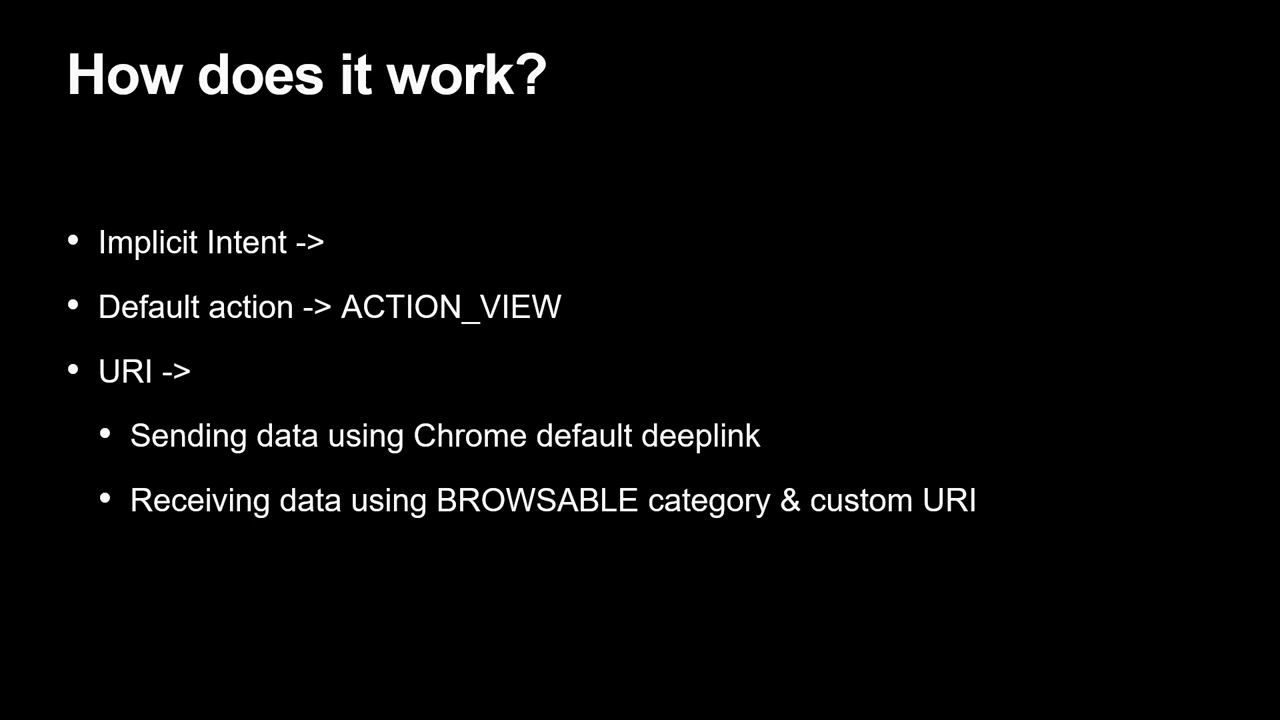 How does it work?
• Implicit Intent ->
• Default action -> ACTION_VIEW
• URI ->
• Sending data using Chrome default deeplink
• Receiving data using BROWSABLE category & custom URI